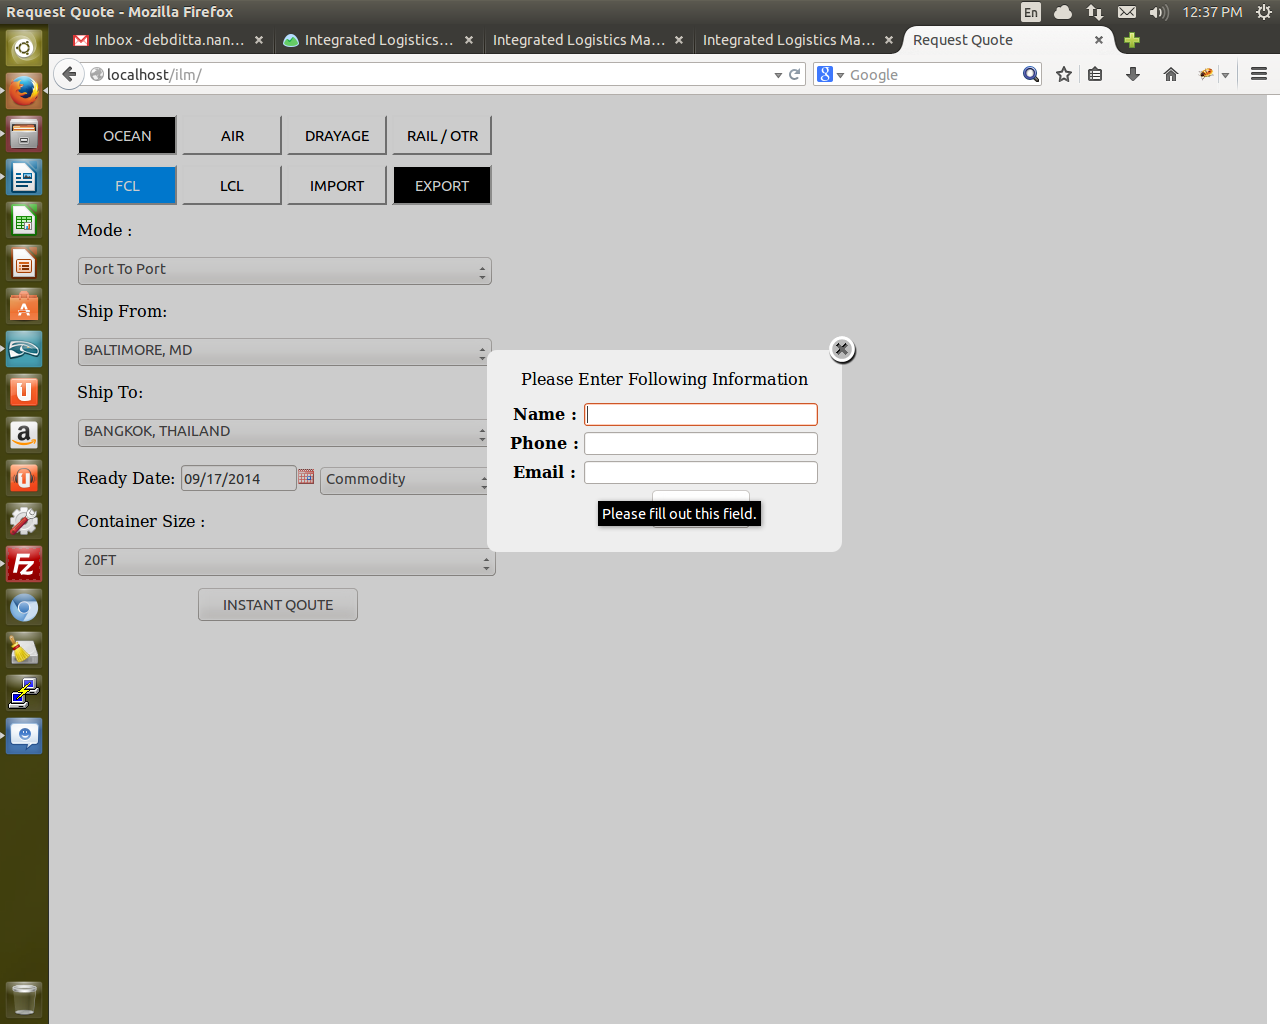 Request Quote - Mozilla Firefox
En
12:37 PM
Inbox - debditta.nan...
Integrated Logistics...
Integrated Logistics Ma...
Integrated Logistics Ma...
Request Quote
localhost/ilm/
8
Google
OCEAN
AIR
DRAYAGE
RAIL / OTR
FCL
LCL
IMPORT
EXPORT
Mode :
Port To Port
Ship From:
BALTIMORE, MD
Ship To:
BANGKOK, THAILAND
Ready Date:
09/17/2014
Commodity
Container Size :
20FT
INSTANT QOUTE
Please Enter Following Information
Name :
Phone :
Email :
Please fill out this field.